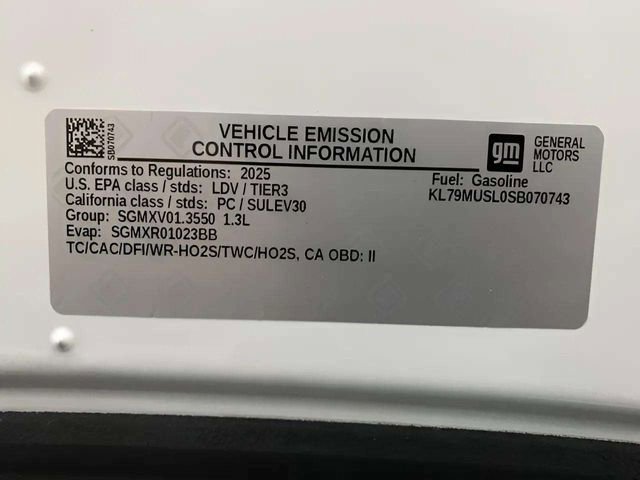 SB070743
VEHICLE EMISSION
CONTROL INFORMATION
gm
GENERAL
MOTORS
LLC
Conforms to Regulations: 2025
U.S. EPA class / stds: LDV / TIER3
California class / stds: PC / SULEV30
Group: SGMXV01.3550 1.3L
Evap: SGMXR01023BB
TC/CAC/DFI/WR-HO2S/TWC/HO2S, CA OBD: II
Fuel: Gasoline
KL79MUSL0SB070743